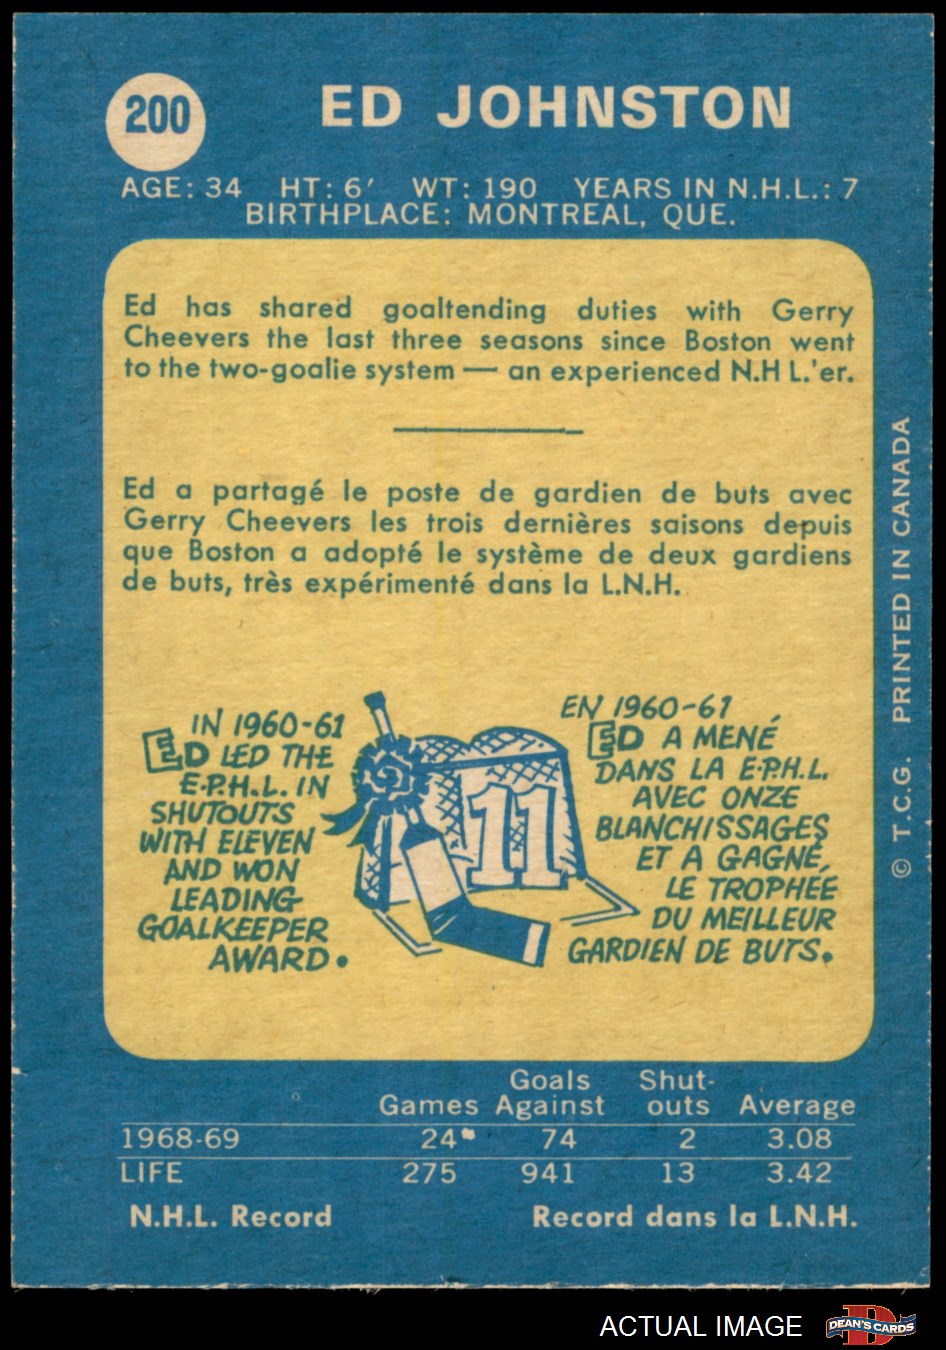 200
ED JOHNSTON
AGE: 34 HT: 6′ WT: 190 YEARS IN N.H.L.: 7
BIRTHPLACE: MONTREAL, QUE.
Ed has shared goaltending duties with Gerry
Cheevers the last three seasons since Boston went
to the two-goalie system — an experienced N.H L.'er.
Ed a partagé le poste de gardien de buts avec
Gerry Cheevers les trois dernières saisons depuis
que Boston a adopté le système de deux gardiens
de buts, très expérimenté dans la L.N.H.
IN 1960-61
ED LED THE
E.P.H.L. IN
SHUTOUTS
WITH ELEVEN
AND WON
LEADING
GOALKEEPER
AWARD.
11
EN 1960-61
ED A MENÉ
DANS LA E.P.H.L.
AVEC ONZE
BLANCHISSAGES
ET A GAGNÉ
LE TROPHÉE
DU MEILLEUR
GARDIEN DE BUTS.
© T.C.G. PRINTED IN CANADA
Goals Shut-
Games Against outs Average
1968-69 24* 74 2 3.08
LIFE 275 941 13 3.42
N.H.L. Record Record dans la L.N.H.
ACTUAL IMAGE
D
DEAN'S CARDS